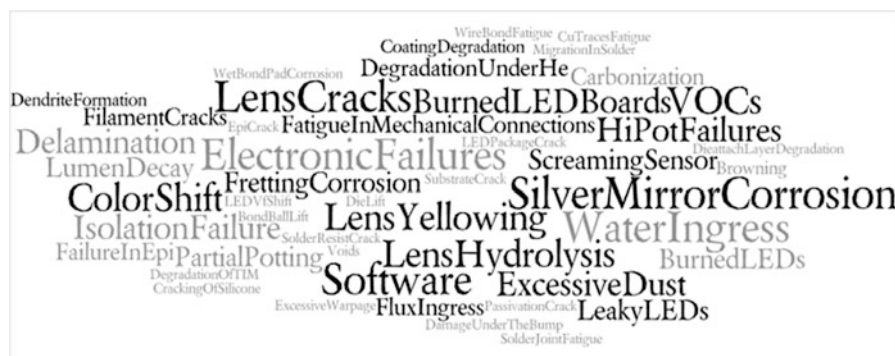 WireBondFatigue CuTracesFatigue
CoatingDegradation MigrationInSolder
WetBondPadCorrosion DegradationUnderHe Carbonization
DendriteFormation LensCracks BurnedLEDBoards VOCs
FilamentCracks EpiCrack FatigueInMechanicalConnections HiPotFailures
Delamination ElectronicFailures LEDPackageCrack DieattachLayerDegradation
LumenDecay ScreamingSensor Browning
ColorShift FrettingCorrosion SubstrateCrack SilverMirrorCorrosion
LEDVfShift DieLift
IsolationFailure BondBallLift LensYellowing WaterIngress
SolderResistCrack
FailureInEpi PartialPotting Voids LensHydrolysis BurnedLEDs
DegradationOfTIM Software ExcessiveDust
CrackingOfSilicone
ExcessiveWarpage FluxIngress PassivationCrack LeakyLEDs
DamageUnderTheBump
SolderJointFatigue